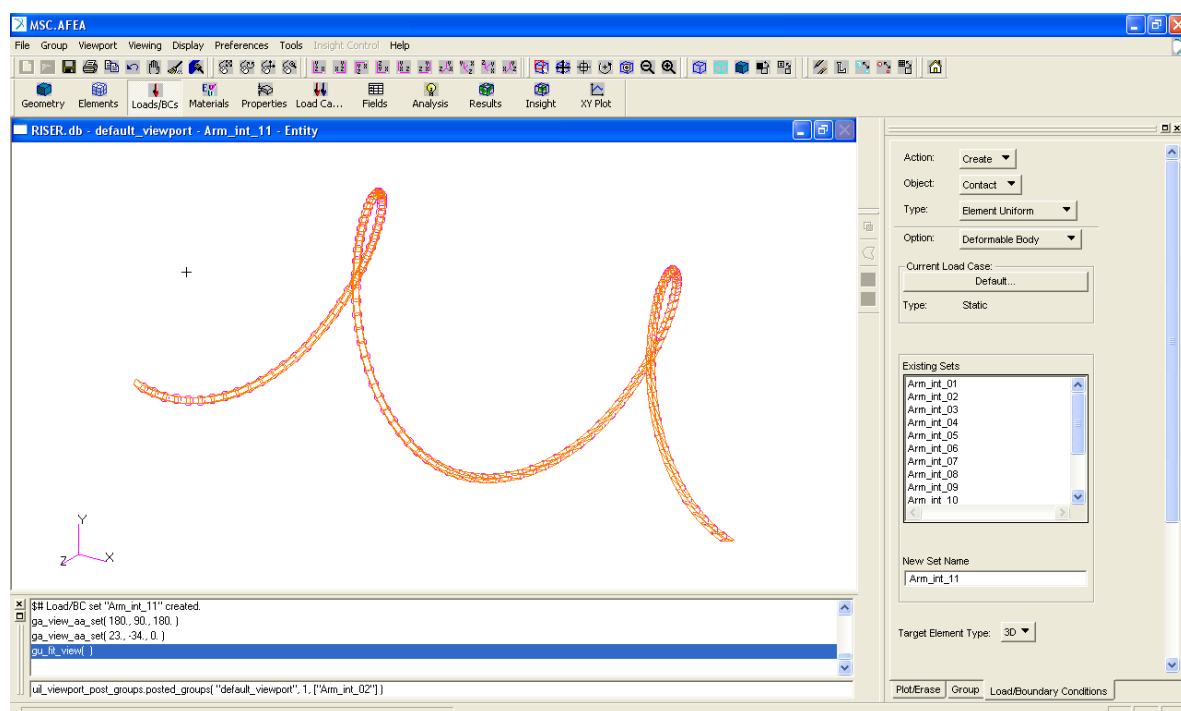 MSC.AFEA
File Group Viewport Viewing Display Preferences Tools Insight Control Help
Geometry Elements Loads/BCs Materials Properties Load Ca... Fields Analysis Results Insight XY Plot
RISER.db - default_viewport - Arm_int_11 - Entity
Y
Z X
$# Load/BC set "Arm_int_11" created.
ga_view_aa_set( 180., 90., 180. )
ga_view_aa_set( 23., -34., 0. )
gu_fit_view( )
uil_viewport_post_groups.posted_groups( "default_viewport", 1, ["Arm_int_02"] )
Action: Create
Object: Contact
Type: Element Uniform
Option: Deformable Body
Current Load Case:
Default...
Type: Static
Existing Sets
Arm_int_01
Arm_int_02
Arm_int_03
Arm_int_04
Arm_int_05
Arm_int_06
Arm_int_07
Arm_int_08
Arm_int_09
Arm_int_10
New Set Name
Arm_int_11
Target Element Type: 3D
Plot/Erase Group Load/Boundary Conditions